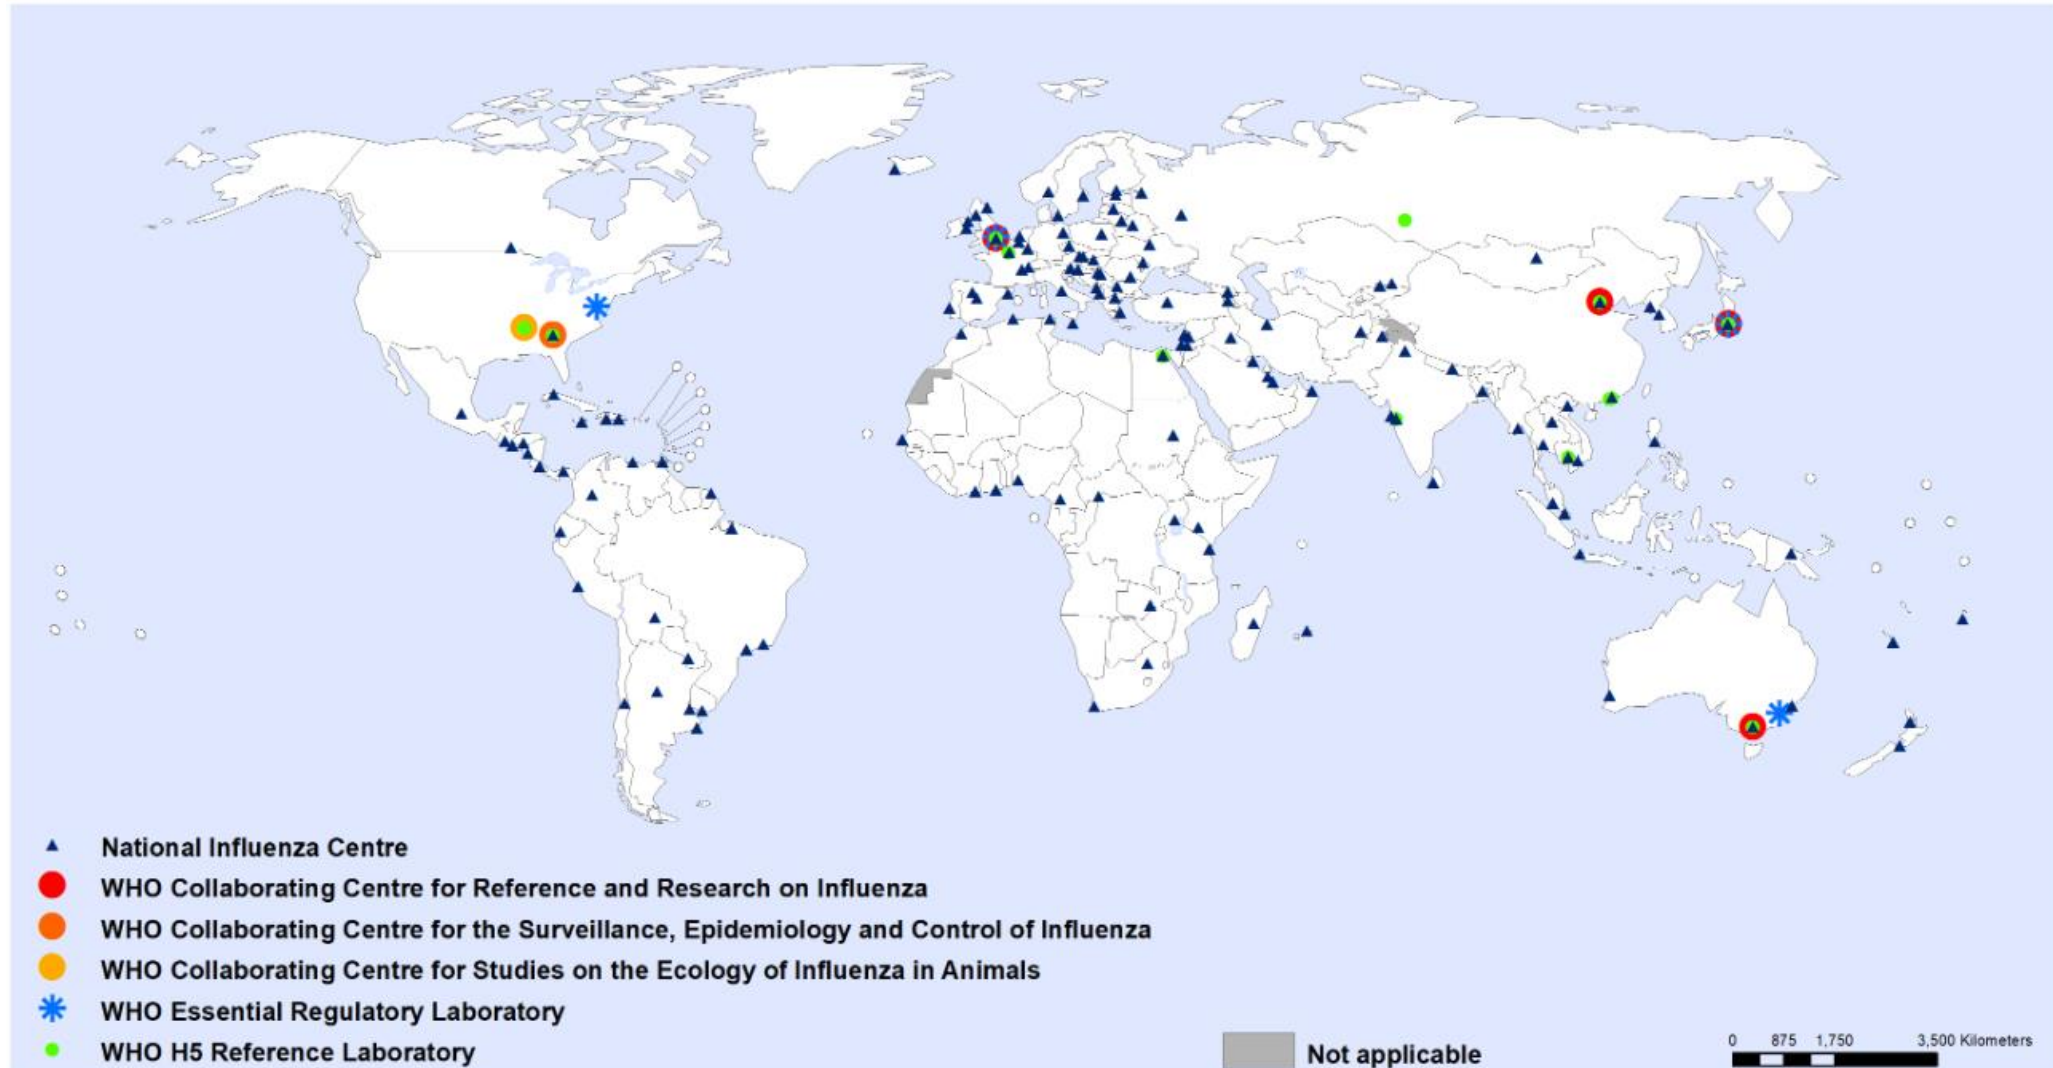 National Influenza Centre
WHO Collaborating Centre for Reference and Research on Influenza
WHO Collaborating Centre for the Surveillance, Epidemiology and Control of Influenza
WHO Collaborating Centre for Studies on the Ecology of Influenza in Animals
WHO Essential Regulatory Laboratory
WHO H5 Reference Laboratory
Not applicable
0 875 1,750 3,500 Kilometers